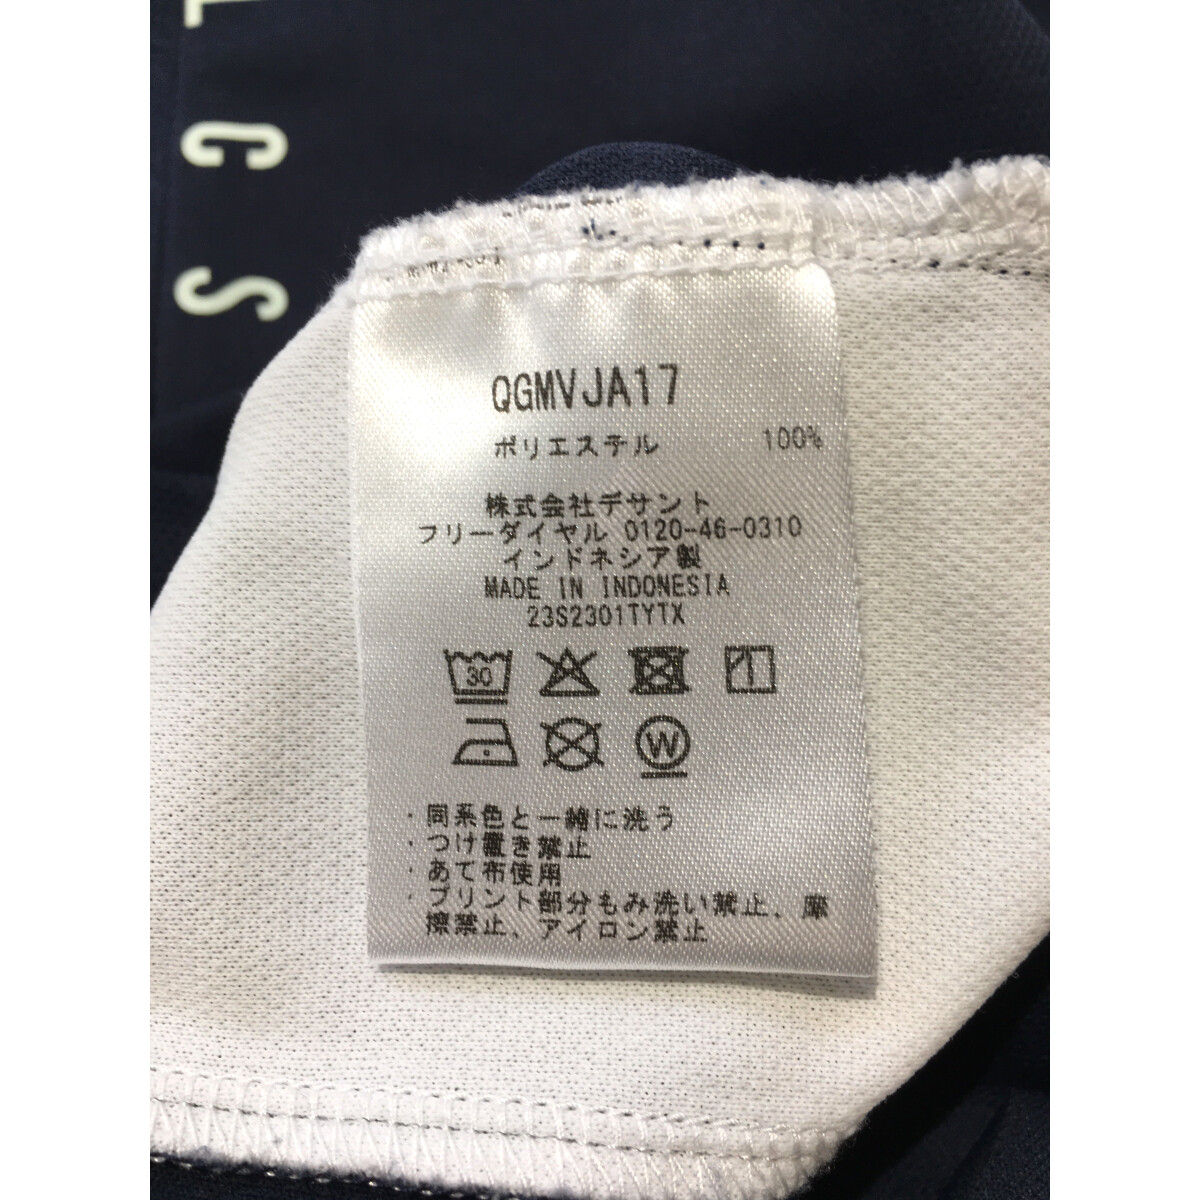 L
C
S
QGMVJA17
ポリエステル 100%
株式会社デサント
フリーダイヤル 0120-46-0310
インドネシア製
MADE IN INDONESIA
23S2301TYTX
30
W
・同系色と一緒に洗う
・つけ置き禁止
・あて布使用
・プリント部分もみ洗い禁止、摩
擦禁止、アイロン禁止